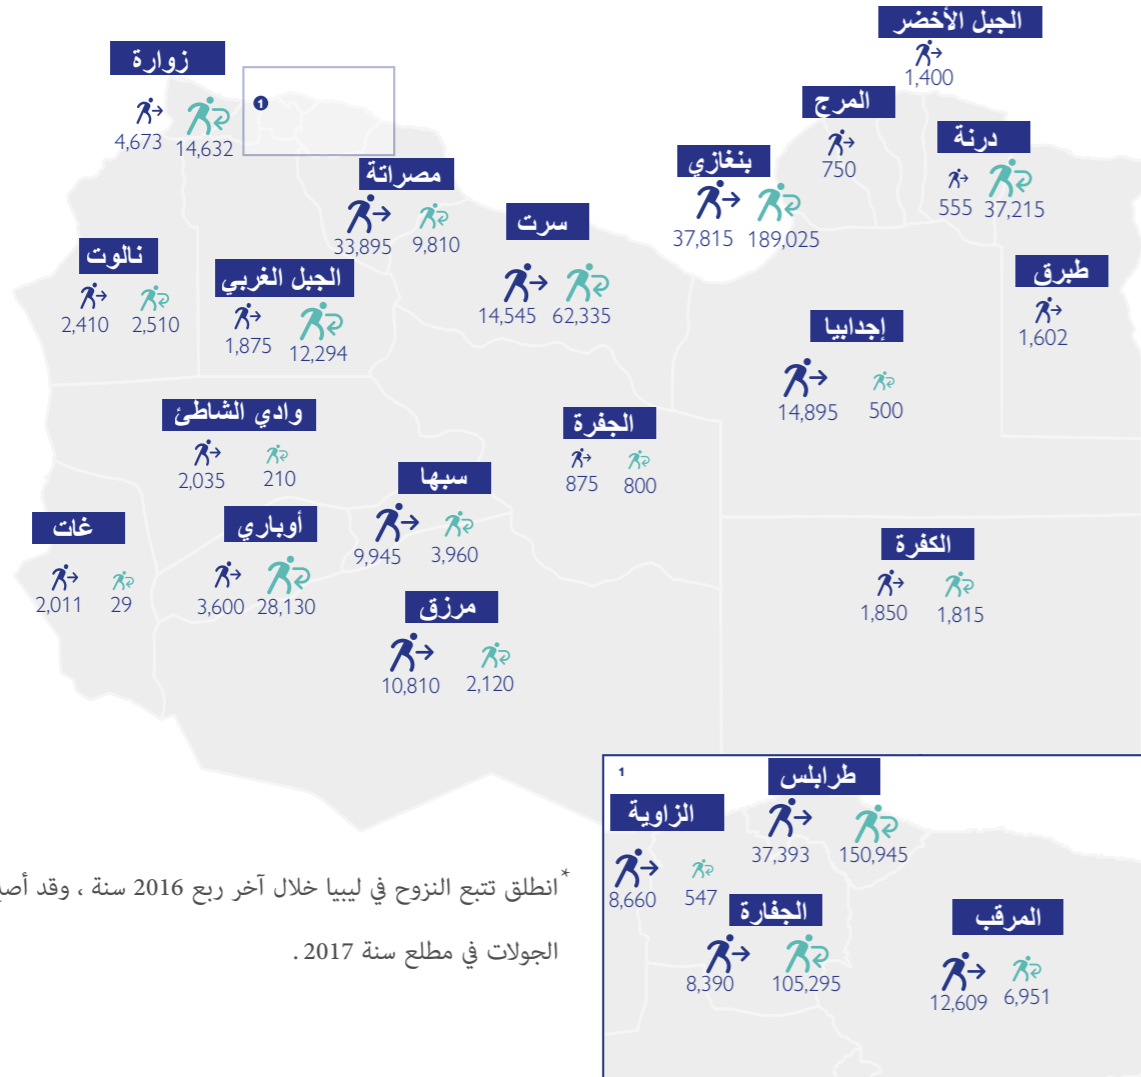 الجبل الأخضر
1,400
زوارة
4,673 14,632
1
المرج
750
درنة
555 37,215
بنغازي
37,815 189,025
مصراتة
33,895 9,810
سرت
14,545 62,335
نالوت
2,410 2,510
الجبل الغربي
1,875 12,294
طبرق
1,602
إجدابيا
14,895 500
وادي الشاطئ
2,035 210
الجفرة
875 800
سبها
9,945 3,960
غات
2,011 29
أوباري
3,600 28,130
الكفرة
1,850 1,815
مرزق
10,810 2,120
1
طرابلس
37,393 150,945
الزاوية
8,660 547
الجفارة
8,390 105,295
المرقب
12,609 6,951
*انطلق تتبع النزوح في ليبيا خلال آخر ربع 2016 سنة ، وقد
الجولات في مطلع سنة 2017 .